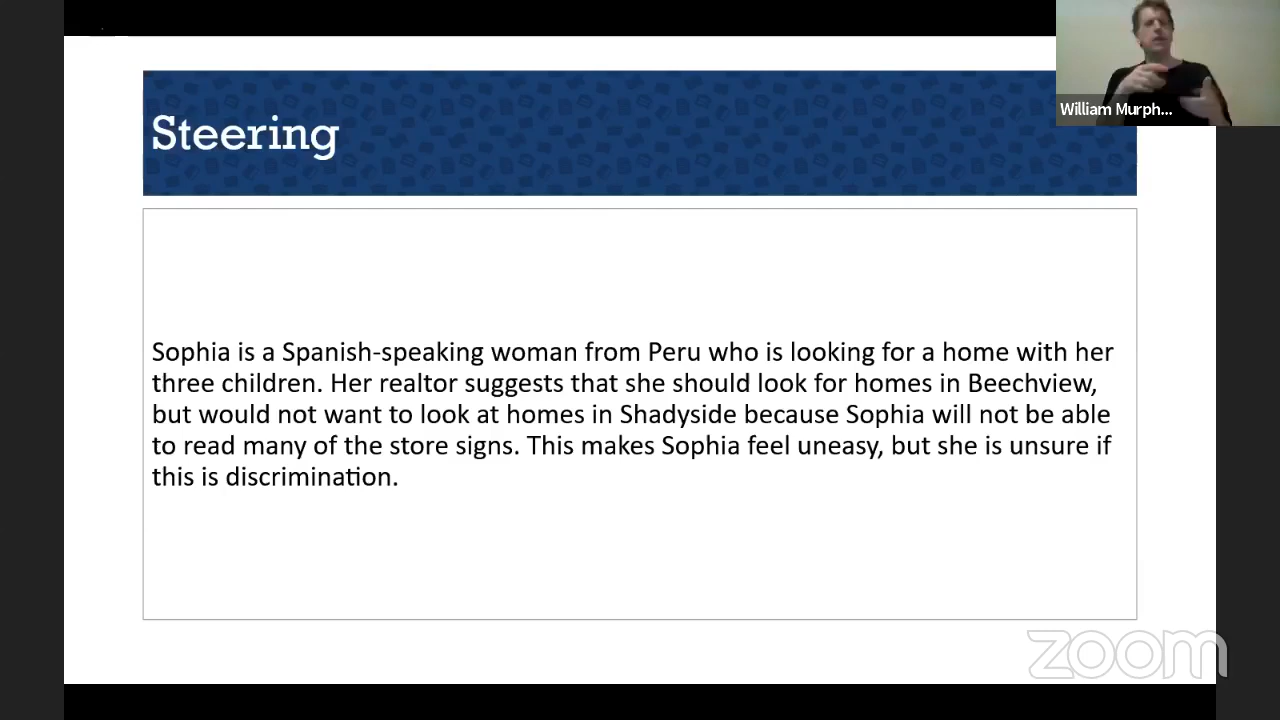 William Murph...
Steering
Sophia is a Spanish-speaking woman from Peru who is looking for a home with her
three children. Her realtor suggests that she should look for homes in Beechview,
but would not want to look at homes in Shadyside because Sophia will not be able
to read many of the store signs. This makes Sophia feel uneasy, but she is unsure if
this is discrimination.
zoom